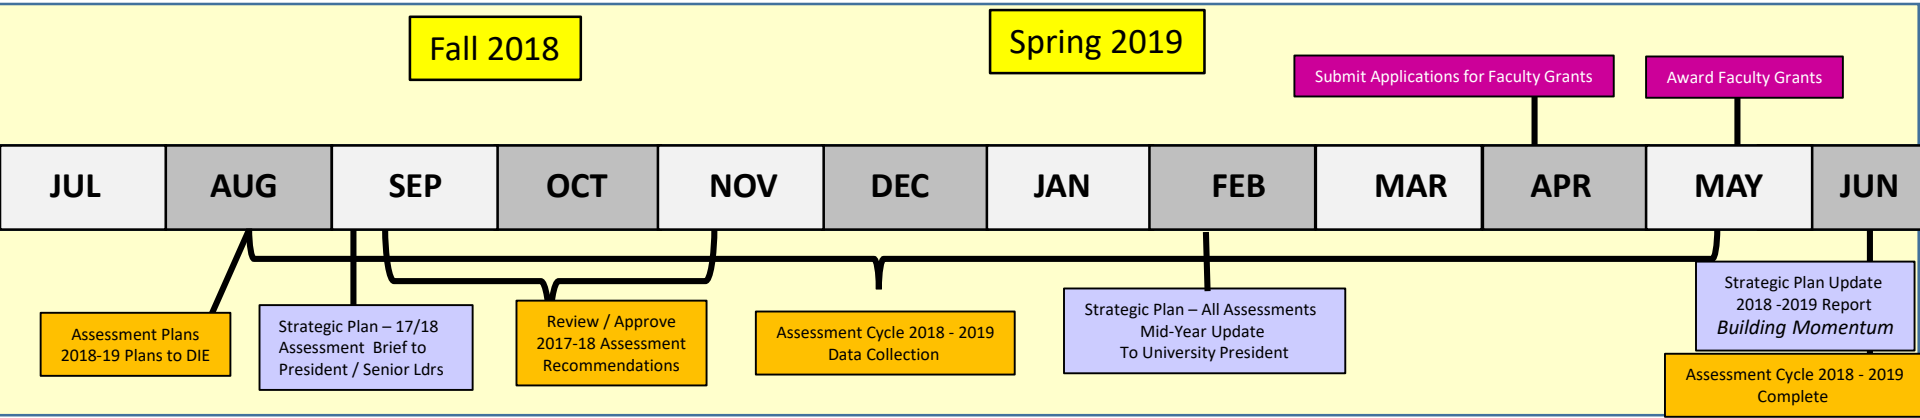 Fall 2018
Spring 2019
Submit Applications for Faculty Grants
Award Faculty Grants
JUL
AUG
SEP
OCT
NOV
DEC
JAN
FEB
MAR
APR
MAY
JUN
Assessment Plans
2018-19 Plans to DIE
Strategic Plan – 17/18
Assessment Brief to
President / Senior Ldrs
Review / Approve
2017-18 Assessment
Recommendations
Assessment Cycle 2018 - 2019
Data Collection
Strategic Plan – All Assessments
Mid-Year Update
To University President
Strategic Plan Update
2018 -2019 Report
Building Momentum
Assessment Cycle 2018 - 2019
Complete